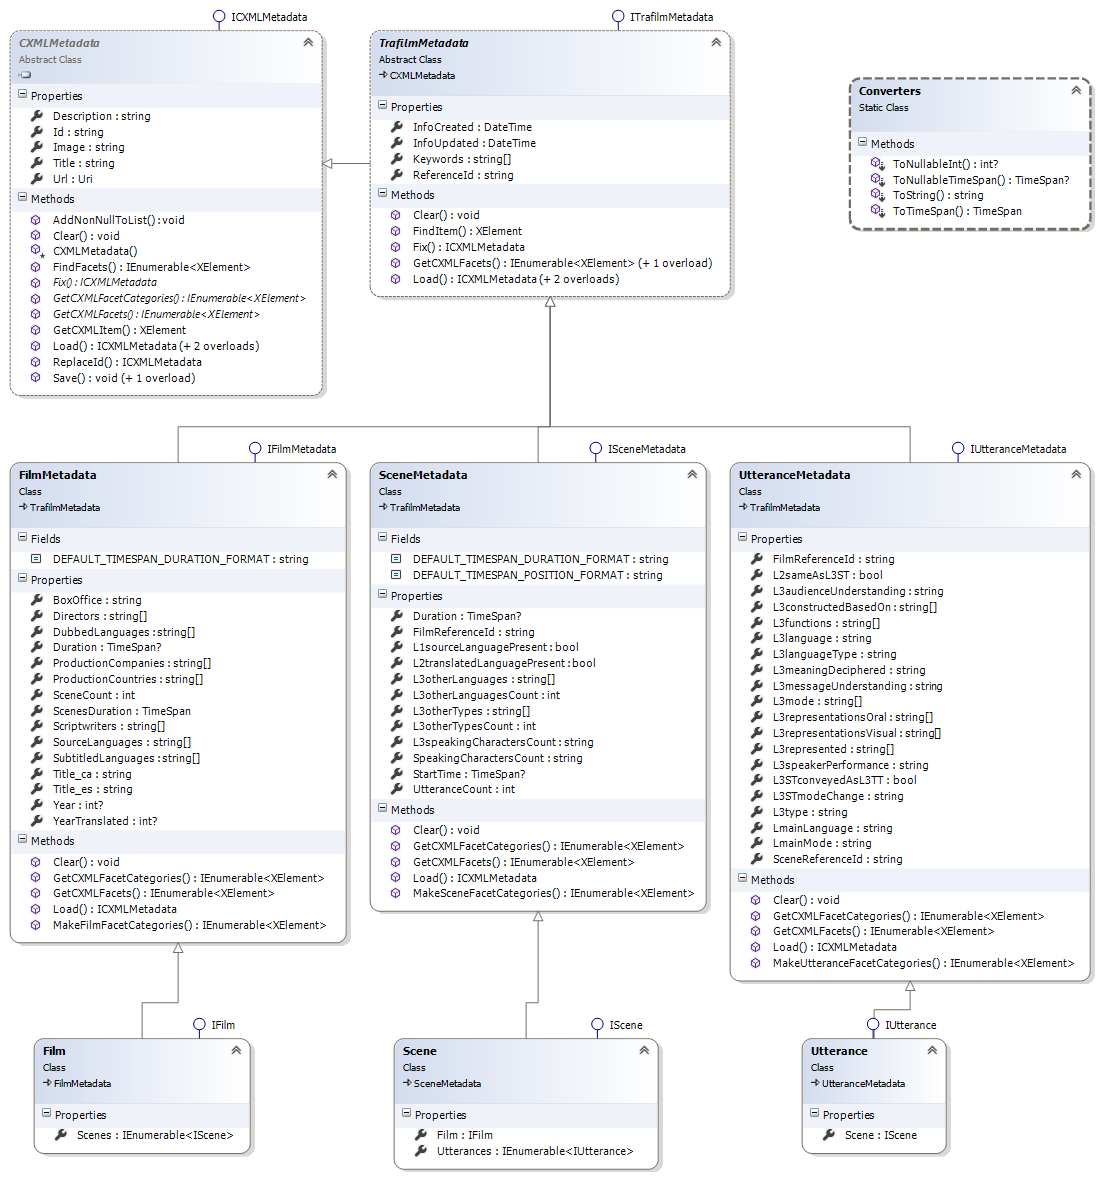 ICXMLMetadata
CXMLMetadata
Abstract Class
Properties
Description : string
Id : string
Image : string
Title : string
Url : Uri
Methods
AddNonNullToList() : void
Clear() : void
CXMLMetadata()
FindFacets() : IEnumerable<XElement>
Fix() : ICXMLMetadata
GetCXMLFacetCategories() : IEnumerable<XElement>
GetCXMLFacets() : IEnumerable<XElement>
GetCXMLItem() : XElement
Load() : ICXMLMetadata (+ 2 overloads)
ReplaceId() : ICXMLMetadata
Save() : void (+ 1 overload)
ITrafilmMetadata
TrafilmMetadata
Abstract Class
CXMLMetadata
Properties
InfoCreated : DateTime
InfoUpdated : DateTime
Keywords : string[]
ReferenceId : string
Methods
Clear() : void
FindItem() : XElement
Fix() : ICXMLMetadata
GetCXMLFacets() : IEnumerable<XElement> (+ 1 overload)
Load() : ICXMLMetadata (+ 2 overloads)
Converters
Static Class
Methods
ToNullableInt() : int?
ToNullableTimeSpan() : TimeSpan?
ToString() : string
ToTimeSpan() : TimeSpan
IFilmMetadata
FilmMetadata
Class
TrafilmMetadata
Fields
DEFAULT_TIMESPAN_DURATION_FORMAT : string
Properties
BoxOffice : string
Directors : string[]
DubbedLanguages : string[]
Duration : TimeSpan?
ProductionCompanies : string[]
ProductionCountries : string[]
SceneCount : int
ScenesDuration : TimeSpan
Scriptwriters : string[]
SourceLanguages : string[]
SubtitledLanguages : string[]
Title_ca : string
Title_es : string
Year : int?
YearTranslated : int?
Methods
Clear() : void
GetCXMLFacetCategories() : IEnumerable<XElement>
GetCXMLFacets() : IEnumerable<XElement>
Load() : ICXMLMetadata
MakeFilmFacetCategories() : IEnumerable<XElement>
ISceneMetadata
SceneMetadata
Class
TrafilmMetadata
Fields
DEFAULT_TIMESPAN_DURATION_FORMAT : string
DEFAULT_TIMESPAN_POSITION_FORMAT : string
Properties
Duration : TimeSpan?
FilmReferenceId : string
L1sourceLanguagePresent : bool
L2translatedLanguagePresent : bool
L3otherLanguages : string[]
L3otherLanguagesCount : int
L3otherTypes : string[]
L3otherTypesCount : int
L3speakingCharactersCount : string
SpeakingCharactersCount : string
StartTime : TimeSpan?
UtteranceCount : int
Methods
Clear() : void
GetCXMLFacetCategories() : IEnumerable<XElement>
GetCXMLFacets() : IEnumerable<XElement>
Load() : ICXMLMetadata
MakeSceneFacetCategories() : IEnumerable<XElement>
IUtteranceMetadata
UtteranceMetadata
Class
TrafilmMetadata
Properties
FilmReferenceId : string
L2sameAsL3ST : bool
L3audienceUnderstanding : string
L3constructedBasedOn : string[]
L3functions : string[]
L3language : string
L3languageType : string
L3meaningDeciphered : string
L3messageUnderstanding : string
L3mode : string[]
L3representationsOral : string[]
L3representationsVisual : string[]
L3represented : string[]
L3speakerPerformance : string
L3STconveyedAsL3TT : bool
L3STmodeChange : string
L3type : string
LmainLanguage : string
LmainMode : string
SceneReferenceId : string
Methods
Clear() : void
GetCXMLFacetCategories() : IEnumerable<XElement>
GetCXMLFacets() : IEnumerable<XElement>
Load() : ICXMLMetadata
MakeUtteranceFacetCategories() : IEnumerable<XElement>
IFilm
Film
Class
FilmMetadata
Properties
Scenes : IEnumerable<IScene>
IScene
Scene
Class
SceneMetadata
Properties
Film : IFilm
Utterances : IEnumerable<IUtterance>
IUtterance
Utterance
Class
UtteranceMetadata
Properties
Scene : IScene